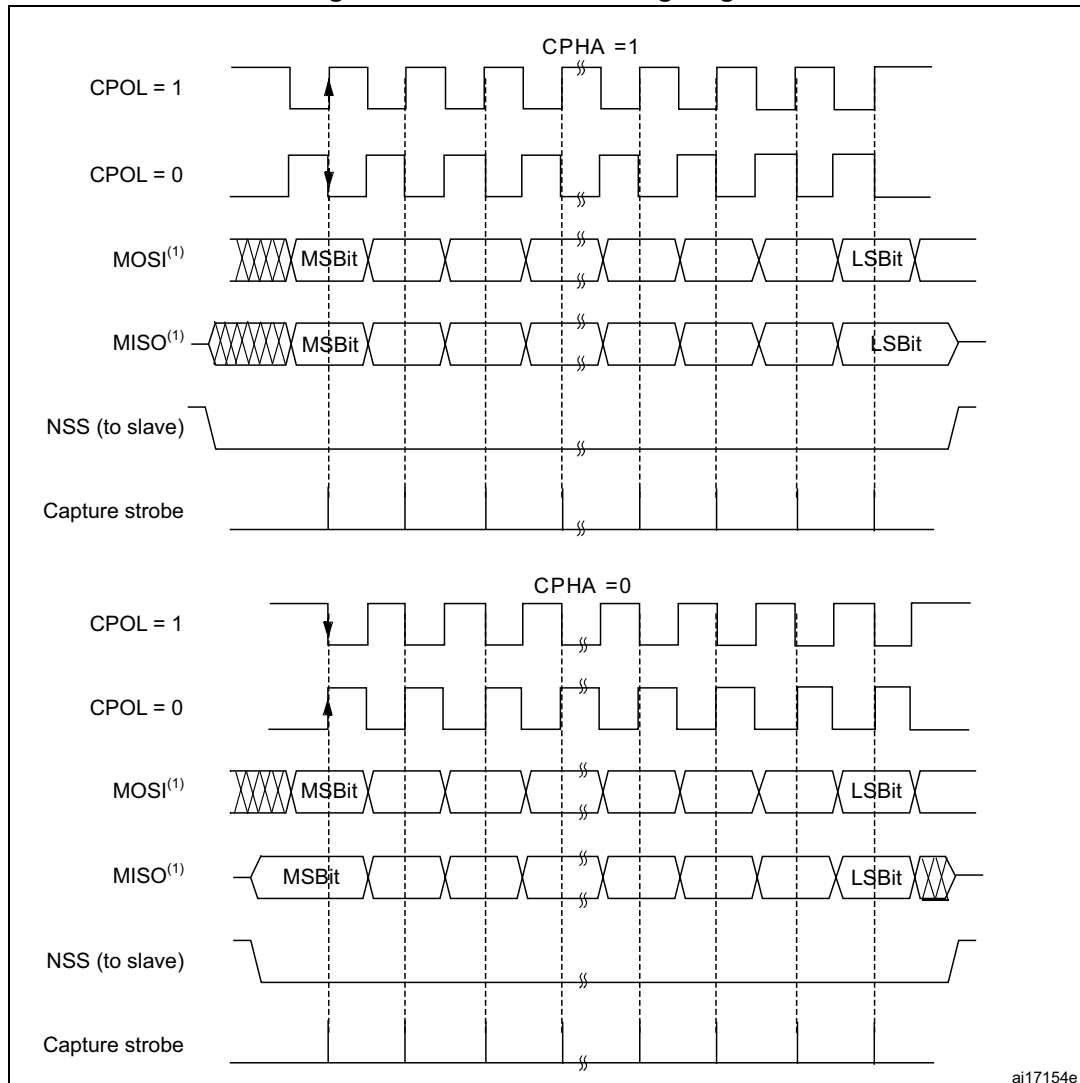 CPHA =1
CPOL = 1
CPOL = 0
MOSI(1)
MSBit
LSBit
MISO(1)
MSBit
LSBit
NSS (to slave)
Capture strobe
CPHA =0
CPOL = 1
CPOL = 0
MOSI(1)
MSBit
LSBit
MISO(1)
MSBit
LSBit
NSS (to slave)
Capture strobe
ai17154e